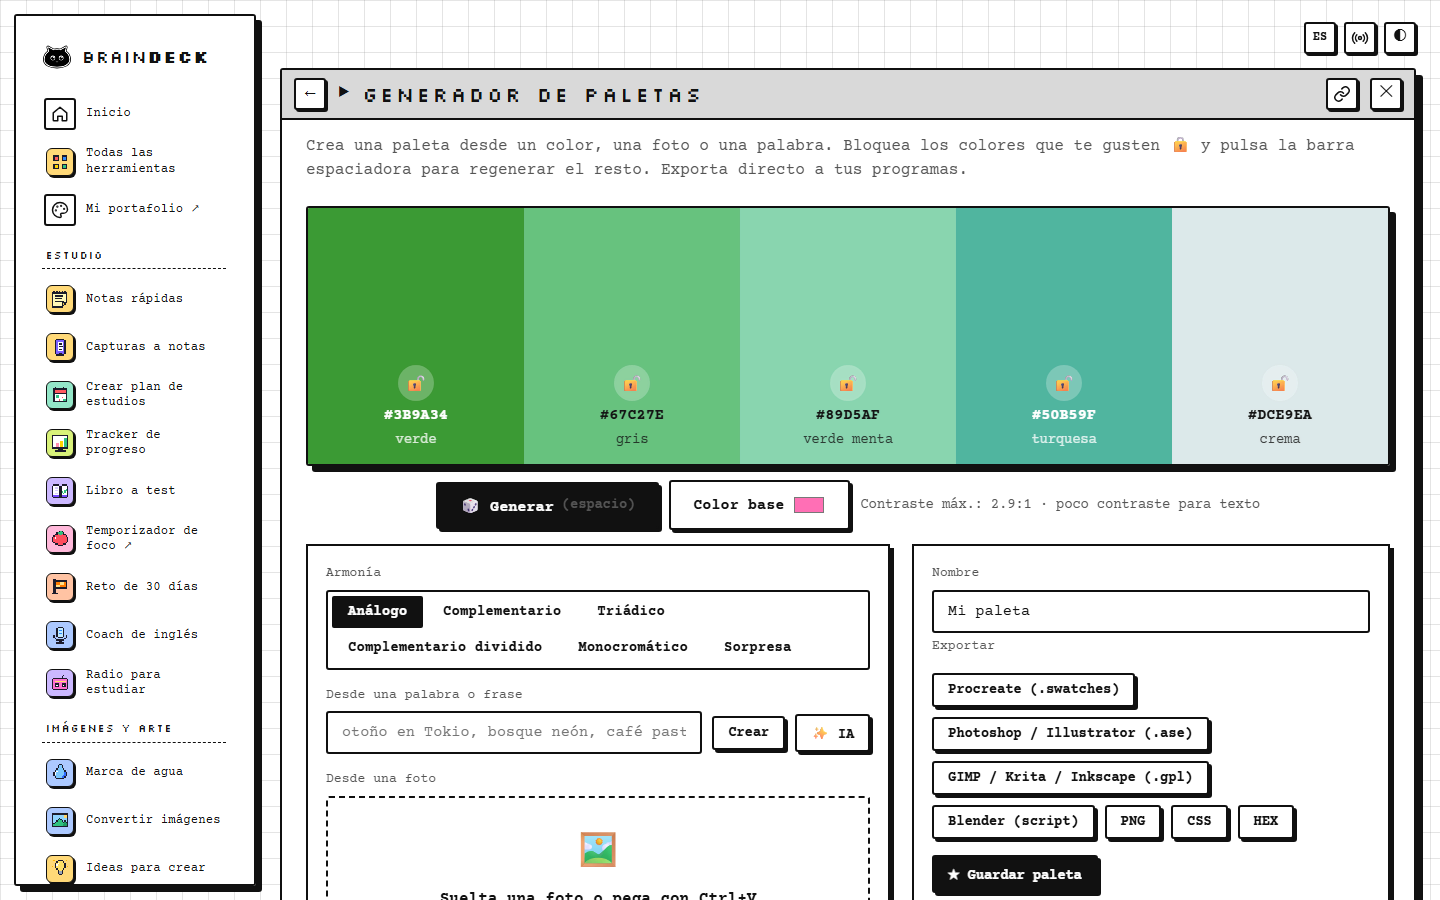 BRAINDECK
Inicio
Todas las
herramientas
Mi portafolio ↗
ESTUDIO
Notas rápidas
Capturas a notas
Crear plan de
estudios
Tracker de
progreso
Libro a test
Temporizador de
foco ↗
Reto de 30 días
Coach de inglés
Radio para
estudiar
IMÁGENES Y ARTE
Marca de agua
Convertir imágenes
Ideas para crear
ES
← ▶ GENERADOR DE PALETAS
Crea una paleta desde un color, una foto o una palabra. Bloquea los colores que te gusten 🔓 y pulsa la barra
espaciadora para regenerar el resto. Exporta directo a tus programas.
#3B9A34 #67C27E #89D5AF #50B59F #DCE9EA
verde gris verde menta turquesa crema
🎲 Generar (espacio) Color base Contraste máx.: 2.9:1 · poco contraste para texto
Armonía
Análogo Complementario Triádico
Complementario dividido Monocromático Sorpresa
Desde una palabra o frase
otoño en Tokio, bosque neón, café past Crear ✨ IA
Desde una foto
Suelta una foto o pega con Ctrl+V
Nombre
Mi paleta
Exportar
Procreate (.swatches)
Photoshop / Illustrator (.ase)
GIMP / Krita / Inkscape (.gpl)
Blender (script) PNG CSS HEX
★ Guardar paleta